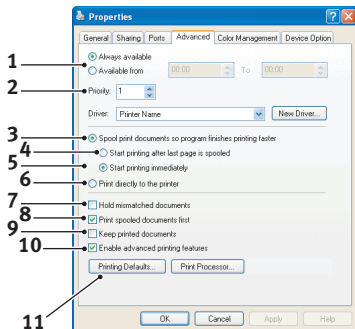 Properties
General Sharing Ports Advanced Color Management Device Option
1
Always available
Available from 00:00 To 00:00
2 Priority: 1
Driver: Printer Name New Driver...
3 Spool print documents so program finishes printing faster
4 Start printing after last page is spooled
5 Start printing immediately
6 Print directly to the printer
7 Hold mismatched documents
8 Print spooled documents first
9 Keep printed documents
10 Enable advanced printing features
Printing Defaults... Print Processor...
11
OK Cancel Apply Help